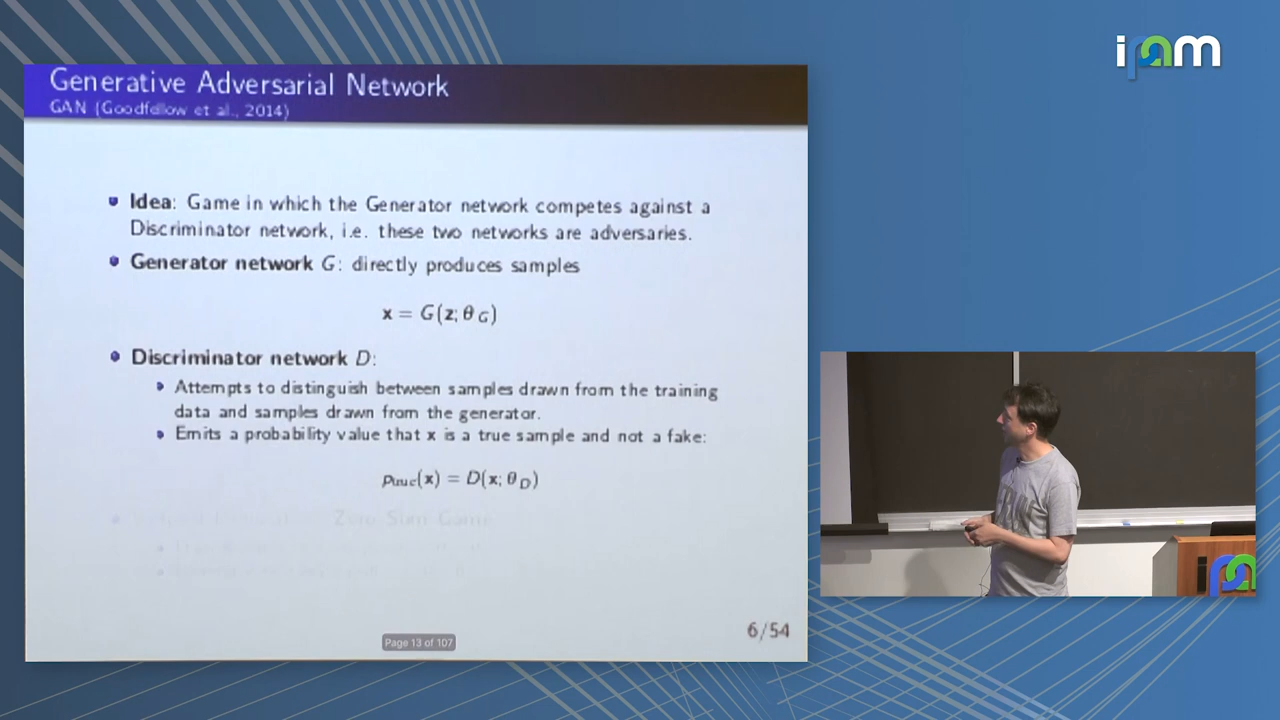 ipam
Generative Adversarial Network
GAN (Goodfellow et al., 2014)
Idea: Game in which the Generator network competes against a
Discriminator network, i.e. these two networks are adversaries.
Generator network G: directly produces samples
x = G(z; θ_G)
Discriminator network D:
Attempts to distinguish between samples drawn from the training
data and samples drawn from the generator.
Emits a probability value that x is a true sample and not a fake:
p_true(x) = D(x; θ_D)
Zero Sum Game
Page 13 of 107
6/54